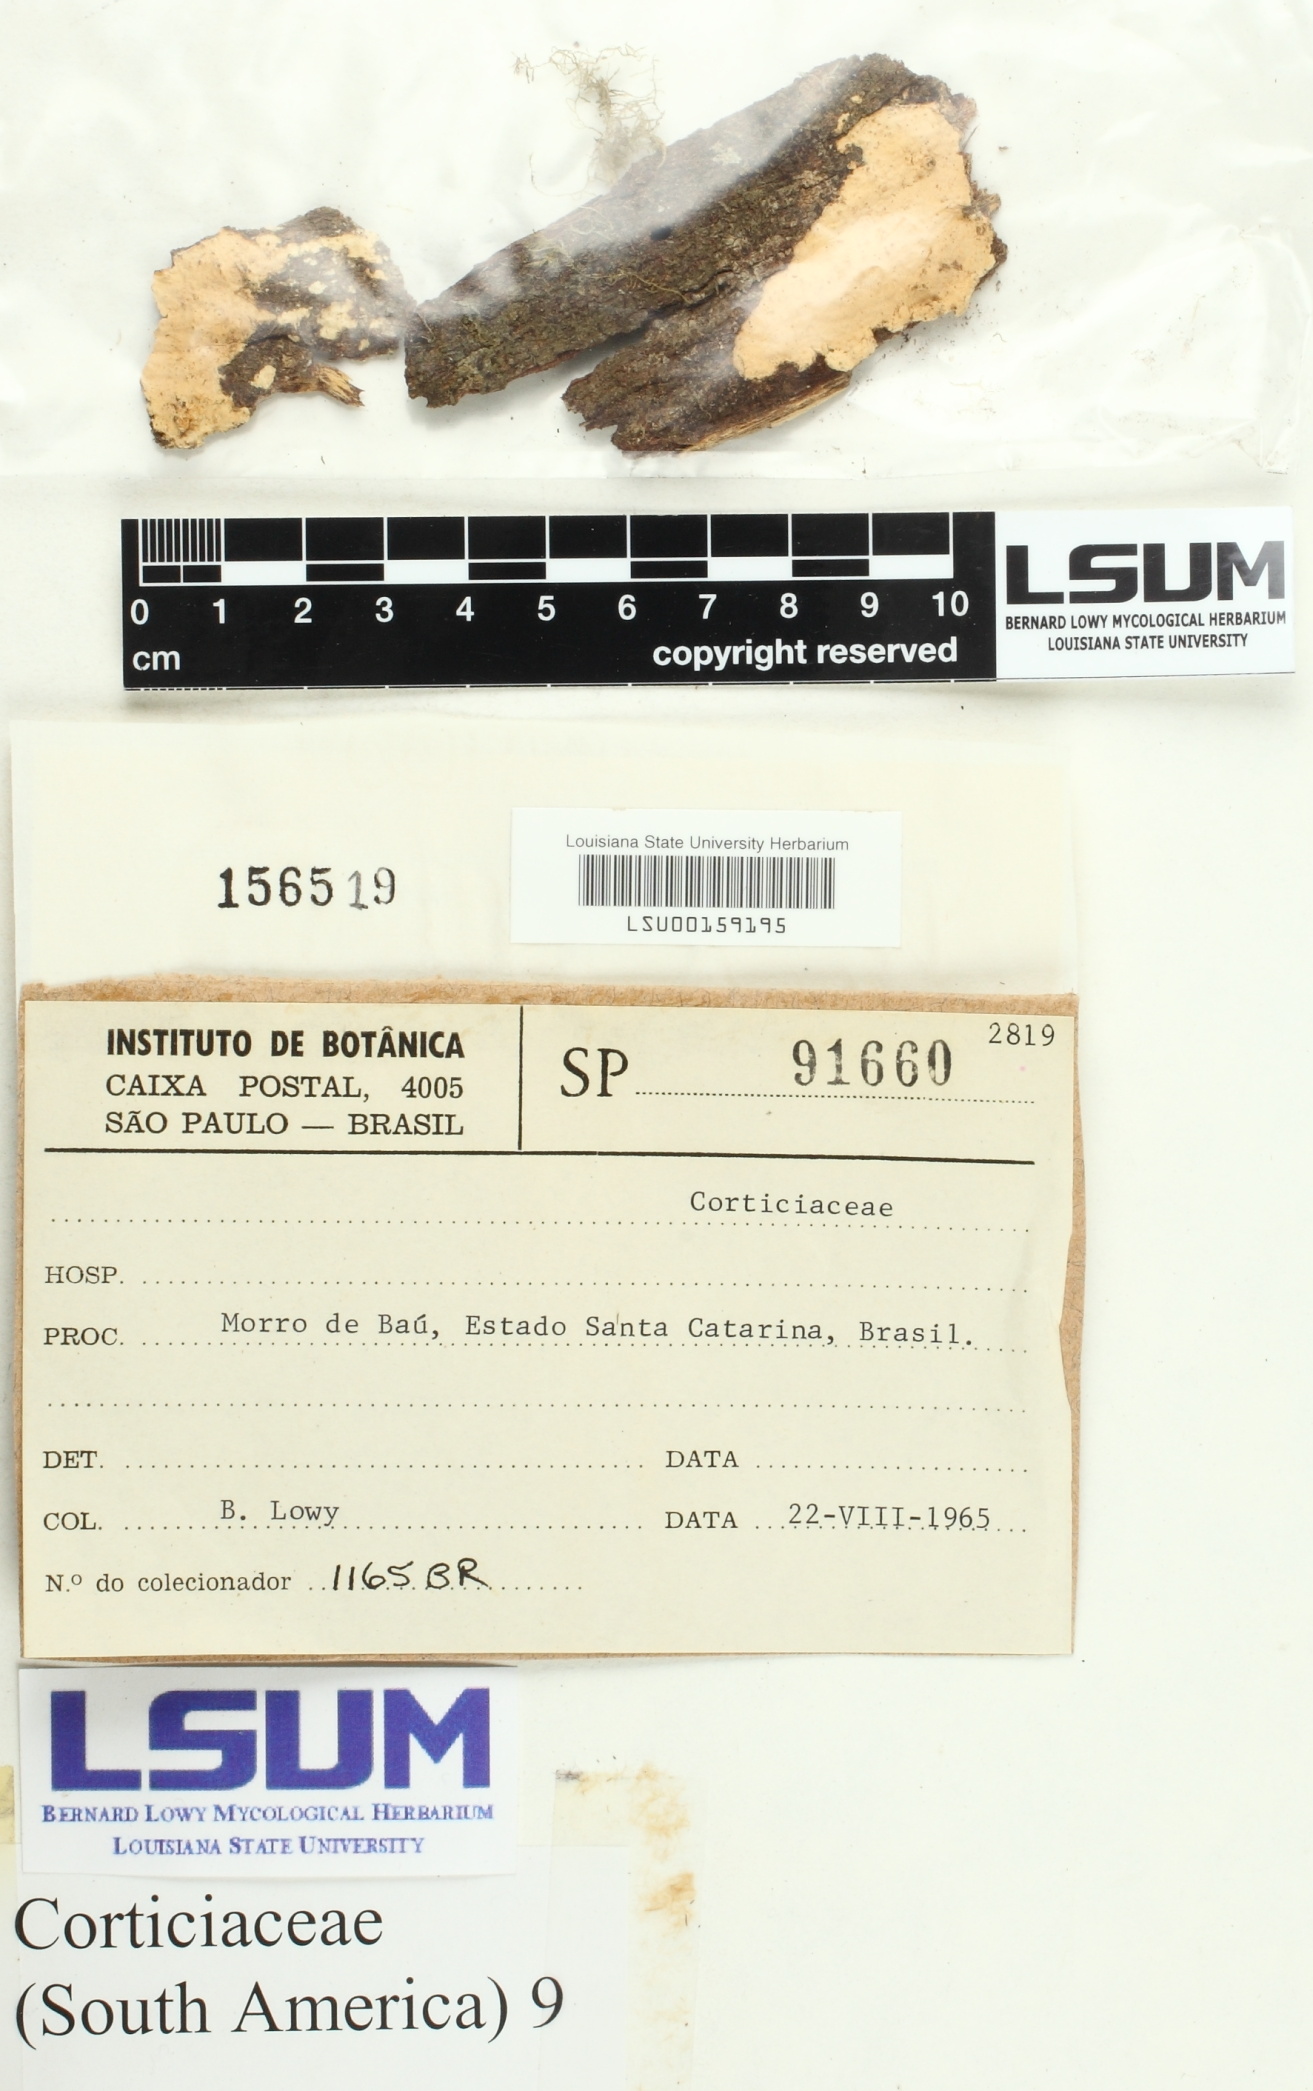 0 1 2 3 4 5 6 7 8 9 10
cm copyright reserved
LSUM
BERNARD LOWY MYCOLOGICAL HERBARIUM
LOUISIANA STATE UNIVERSITY
156519
Louisiana State University Herbarium
LSU00159195
INSTITUTO DE BOTÂNICA
CAIXA POSTAL, 4005
SÃO PAULO — BRASIL
SP 91660
2819
Corticiaceae
HOSP.
PROC. Morro de Baú, Estado Santa Catarina, Brasil.
DET. DATA
COL. B. Lowy DATA 22-VIII-1965
N.º do colecionador 1165 BR
LSUM
BERNARD LOWY MYCOLOGICAL HERBARIUM
LOUISIANA STATE UNIVERSITY
Corticiaceae
(South America) 9